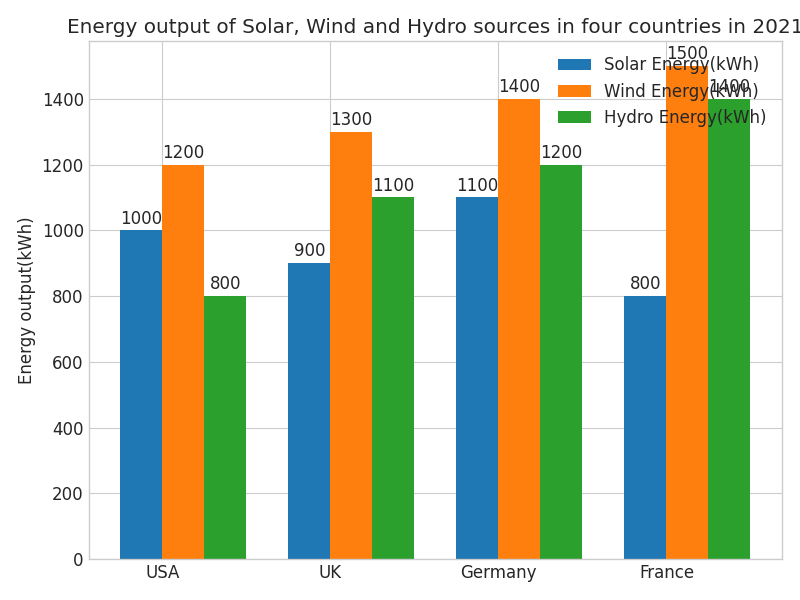 Energy output of Solar, Wind and Hydro sources in four countries in 2021
Solar Energy(kWh)
Wind Energy(kWh)
Hydro Energy(kWh)
Energy output(kWh)
1400
1200
1000
800
600
400
200
0
1000
1200
800
900
1300
1100
1100
1400
1200
800
1500
1400
USA
UK
Germany
France